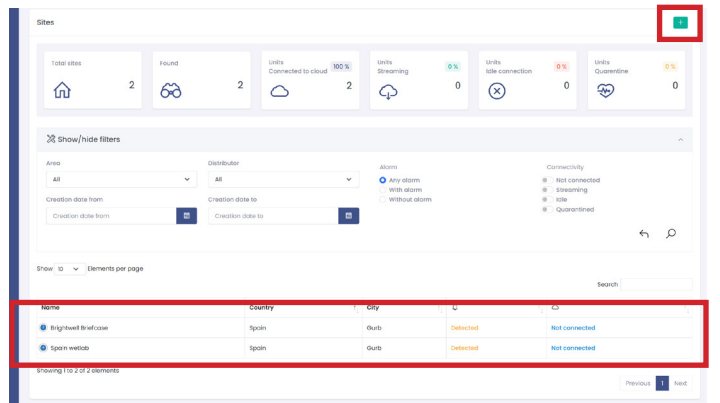 Sites
+
Total sites
2
Found
2
Units
Connected to cloud
100 %
2
Units
Streaming
0 %
0
Units
Idle connection
0 %
0
Units
Quarantine
0 %
0
Show/hide filters
Area
All
Distributor
All
Alarm
Any alarm
With alarm
Without alarm
Connectivity
Not connected
Streaming
Idle
Quarantined
Creation date from
Creation date from
Creation date to
Creation date to
Show 10 Elements per page
Search
Name Country City
Brightwell Briefcase Spain Gurb Detected Not connected
Spain wetlab Spain Gurb Detected Not connected
Showing 1 to 2 of 2 elements
Previous 1 Next